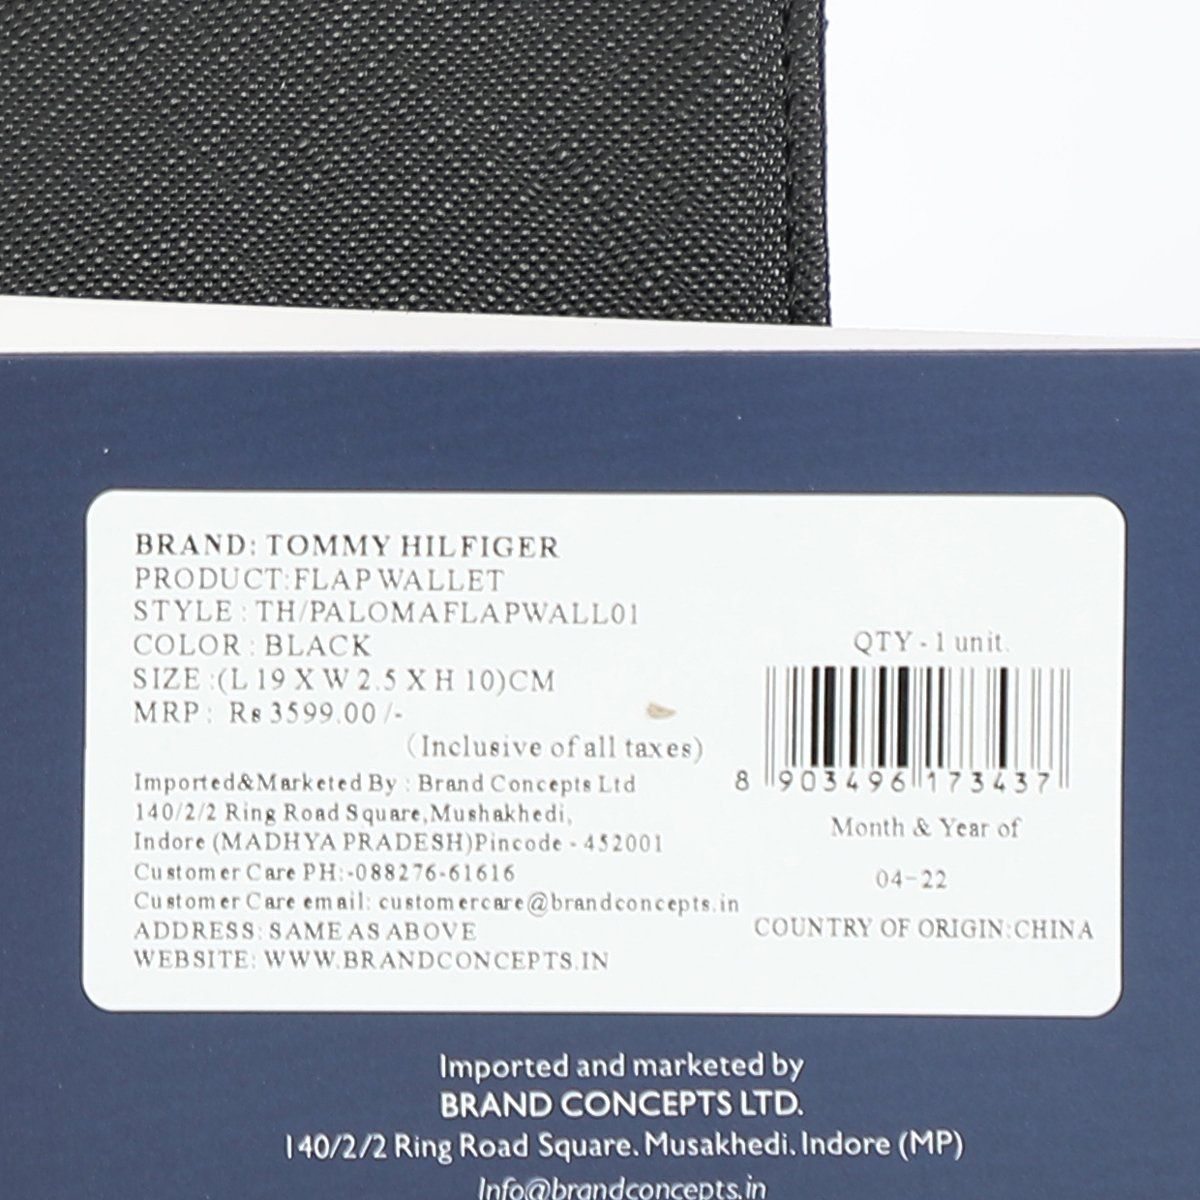 BRAND: TOMMY HILFIGER
PRODUCT:FLAP WALLET
STYLE : TH/PALOMAFLAPWALL01
COLOR : BLACK
SIZE :(L 19 X W 2.5 X H 10)CM
MRP : Rs 3599.00 /-
(Inclusive of all taxes)
Imported&Marketed By : Brand Concepts Ltd
140/2/2 Ring Road Square,Mushakhedi,
Indore (MADHYA PRADESH)Pincode - 452001
Customer Care PH:-088276-61616
Customer Care email: customercare@brandconcepts.in
ADDRESS: SAME AS ABOVE
WEBSITE: WWW.BRANDCONCEPTS.IN
QTY - 1 unit.
8 903496 173437
Month & Year of
04-22
COUNTRY OF ORIGIN:CHINA
Imported and marketed by
BRAND CONCEPTS LTD.
140/2/2 Ring Road Square. Musakhedi. Indore (MP)
Info@brandconcepts.in